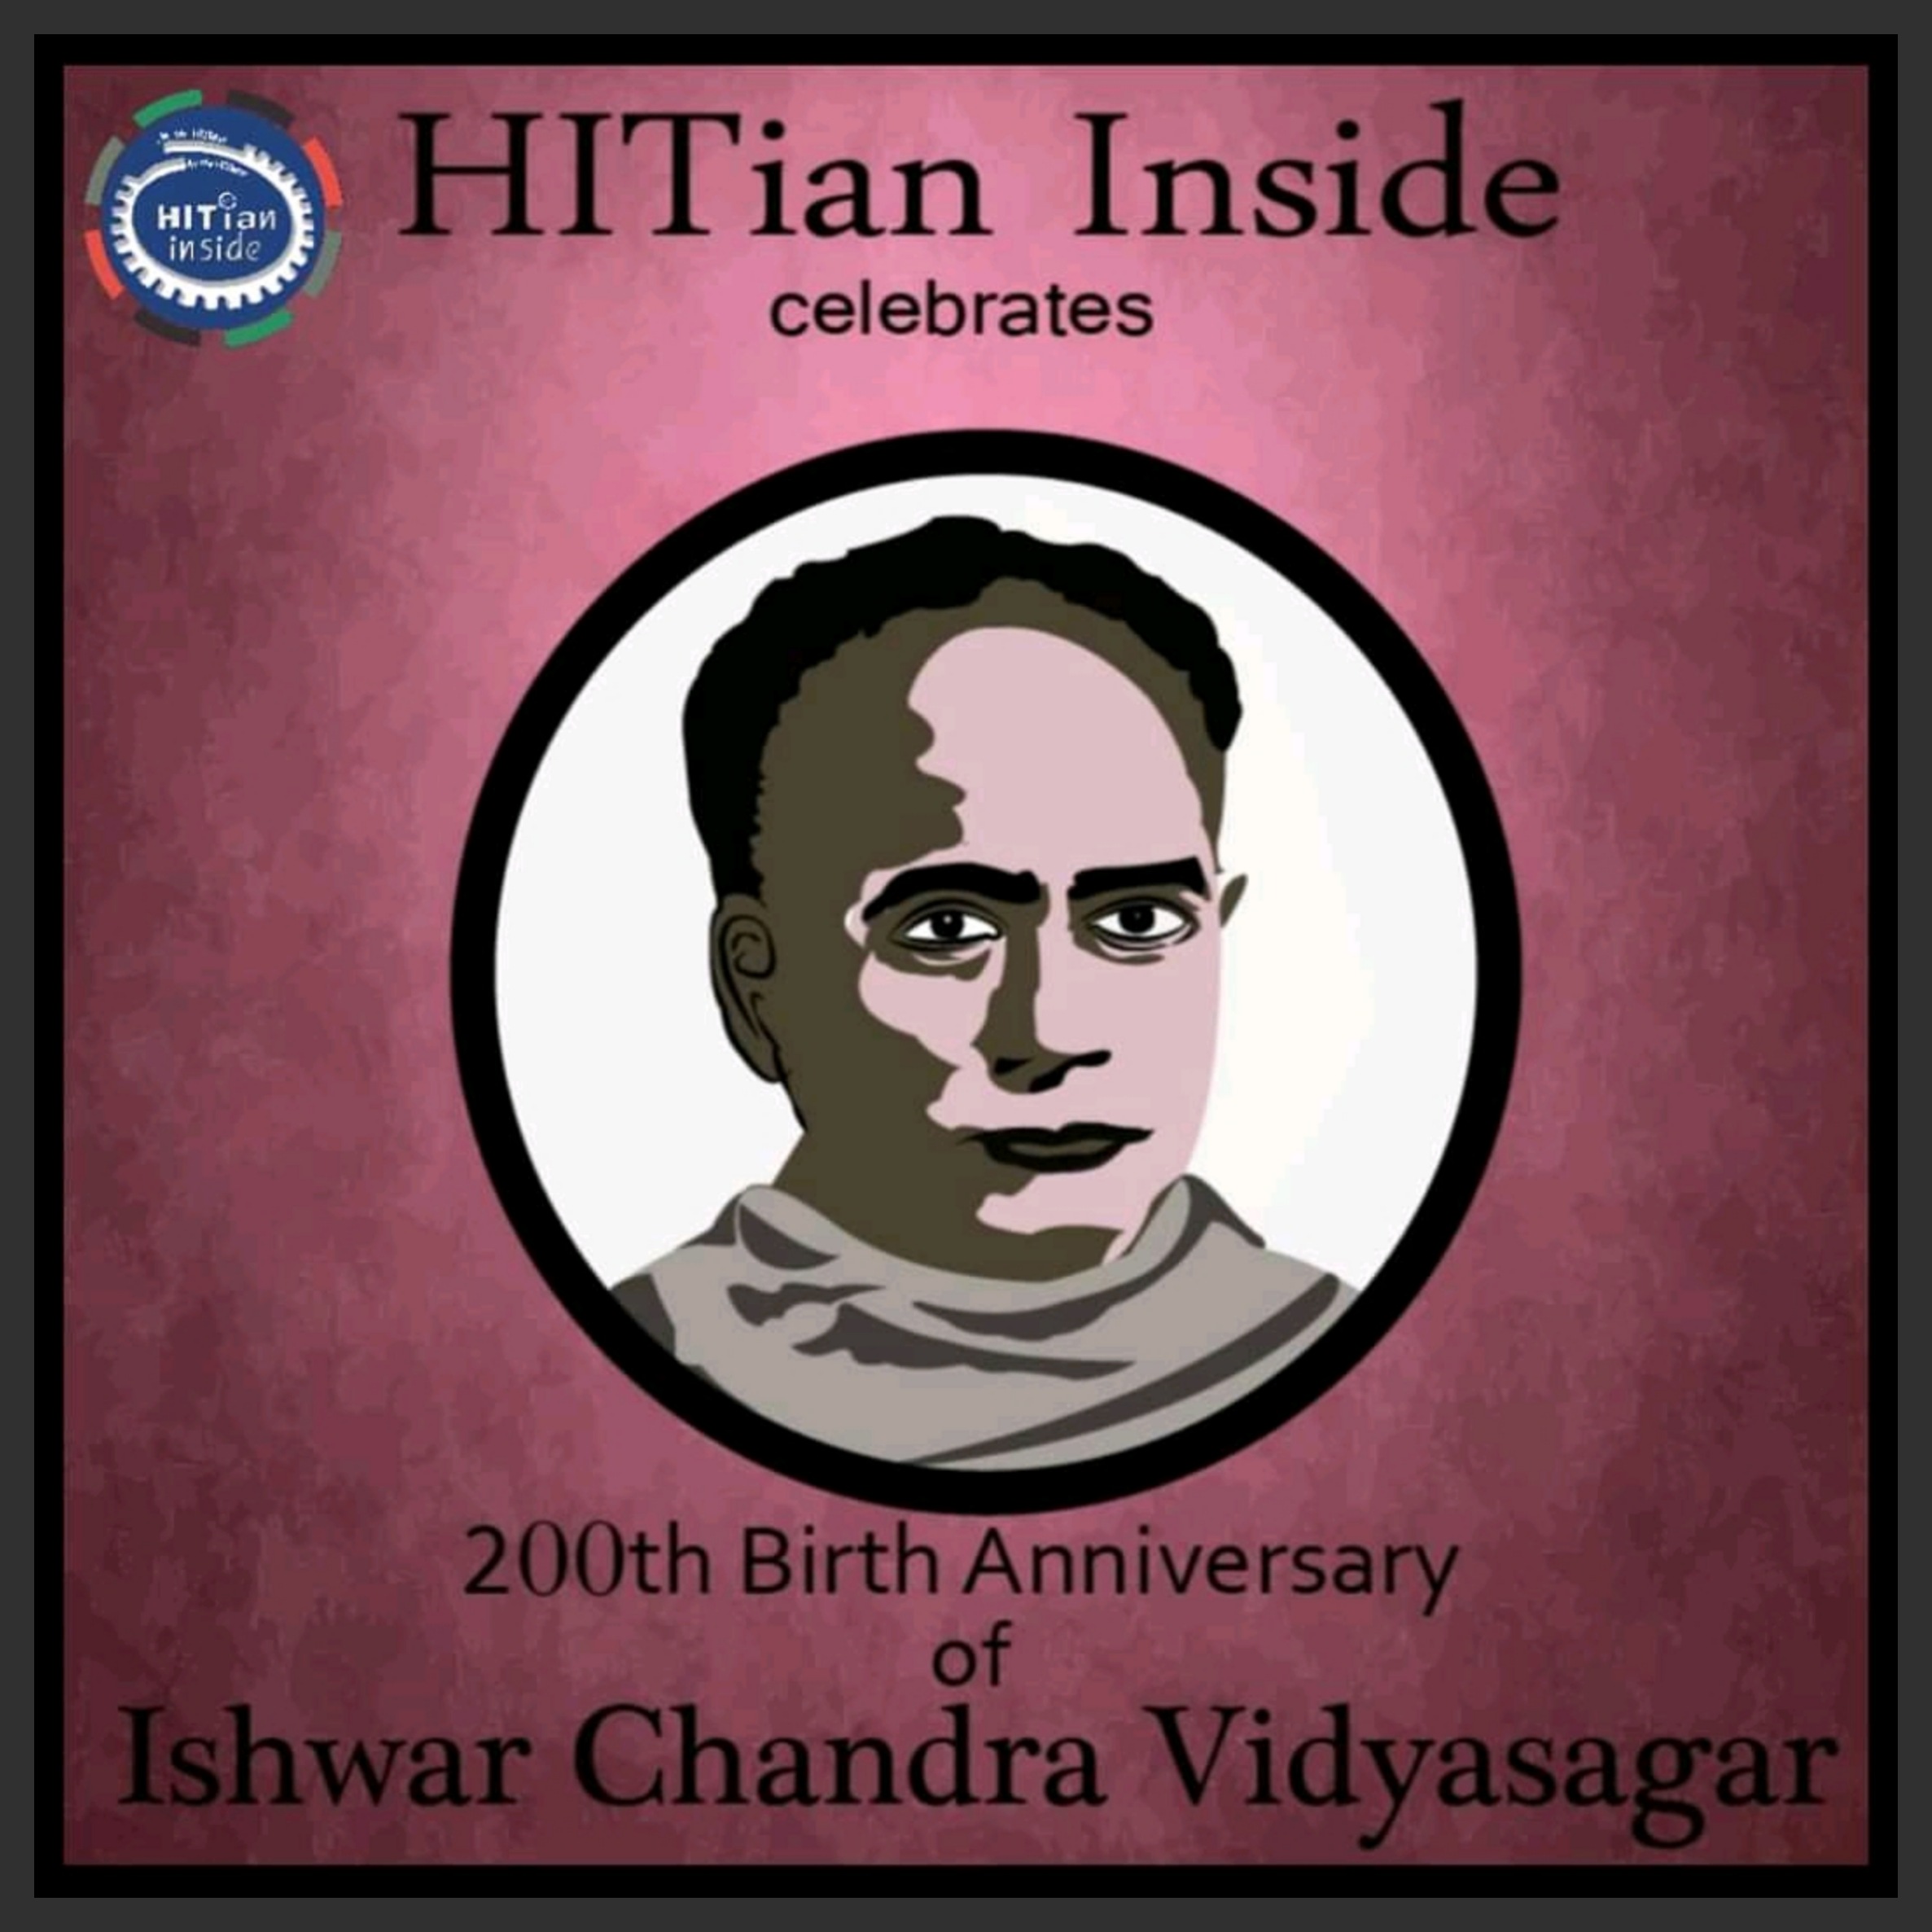 HITian Inside
celebrates
HITian
inside
200th Birth Anniversary
of
Ishwar Chandra Vidyasagar